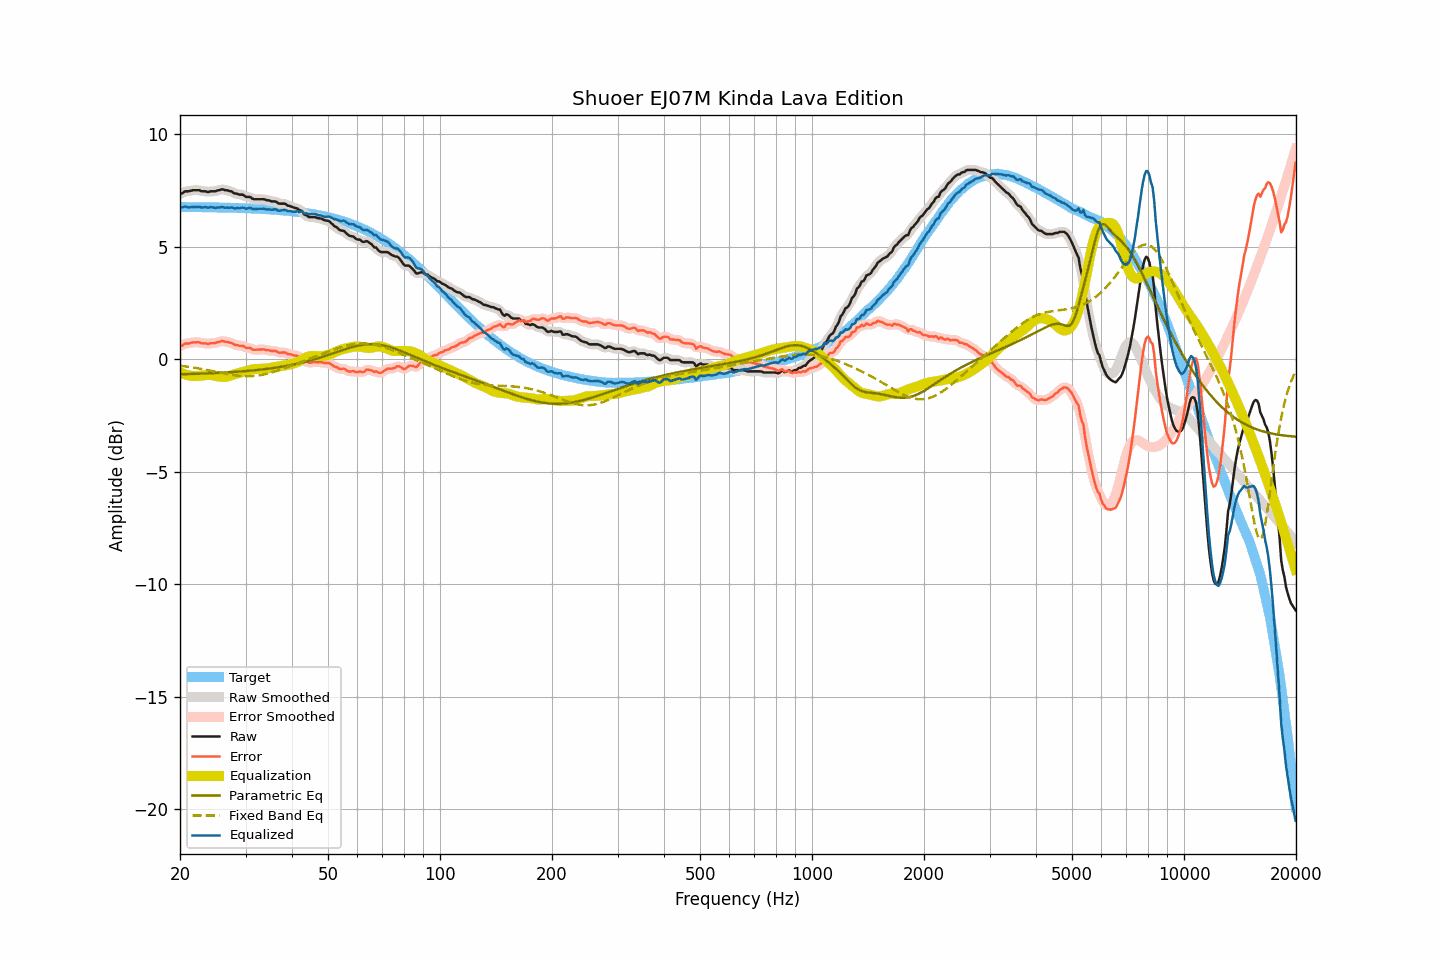 Shuoer EJ07M Kinda Lava Edition
10
5
0
−5
−10
−15
−20
Amplitude (dBr)
Target
Raw Smoothed
Error Smoothed
Raw
Error
Equalization
Parametric Eq
Fixed Band Eq
Equalized
20 50 100 200 500 1000 2000 5000 10000 20000
Frequency (Hz)